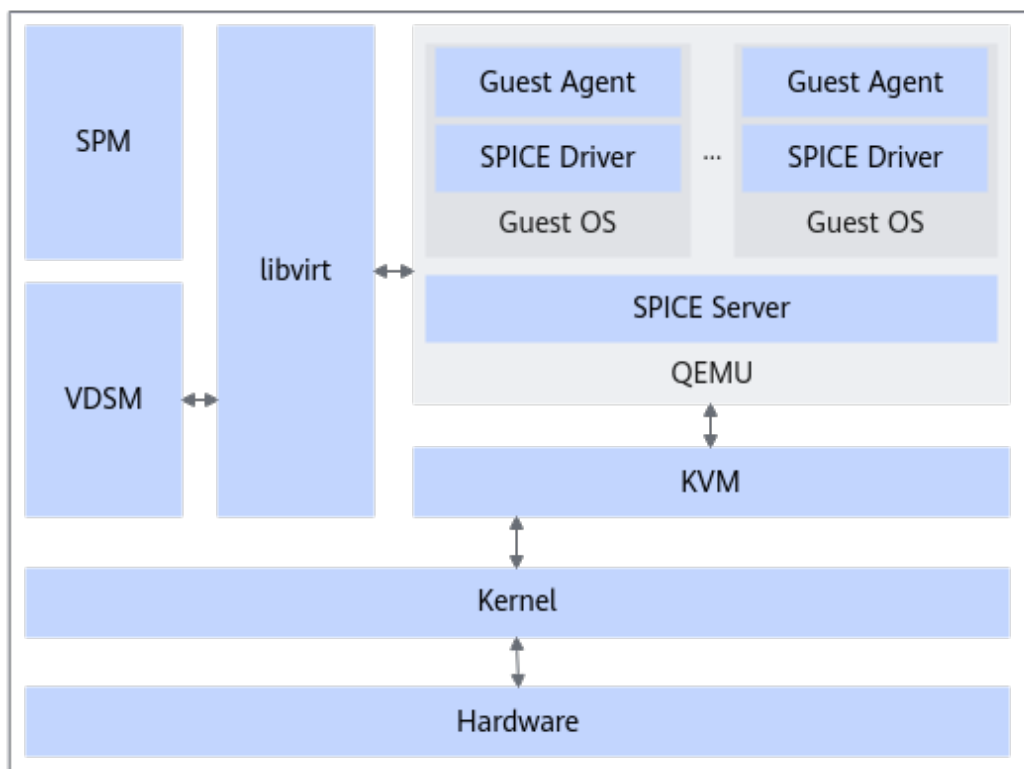 SPM
VDSM
libvirt
Guest Agent
SPICE Driver
Guest OS
...
Guest Agent
SPICE Driver
Guest OS
SPICE Server
QEMU
KVM
Kernel
Hardware